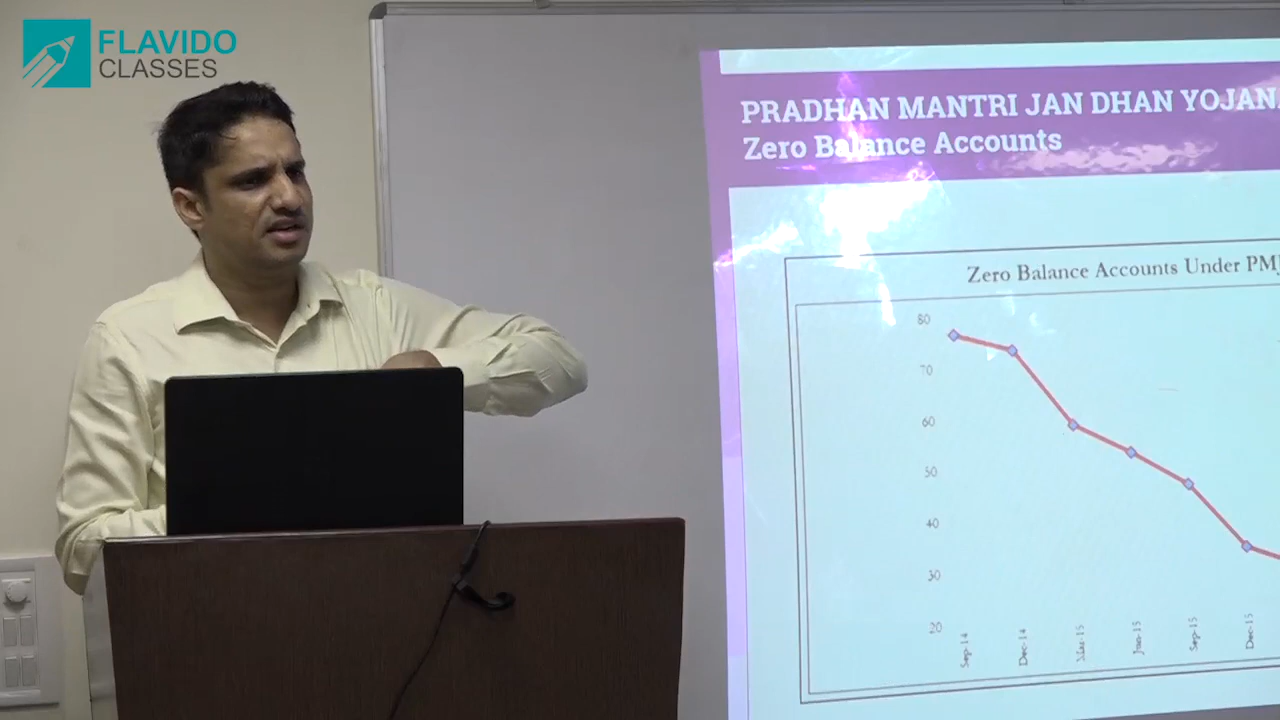 FLAVIDO
CLASSES
PRADHAN MANTRI JAN DHAN YOJANA
Zero Balance Accounts
Zero Balance Accounts Under PMJ
80
70
60
50
40
30
20
Sep-14
Dec-14
Mar-15
Jun-15
Sep-15
Dec-15